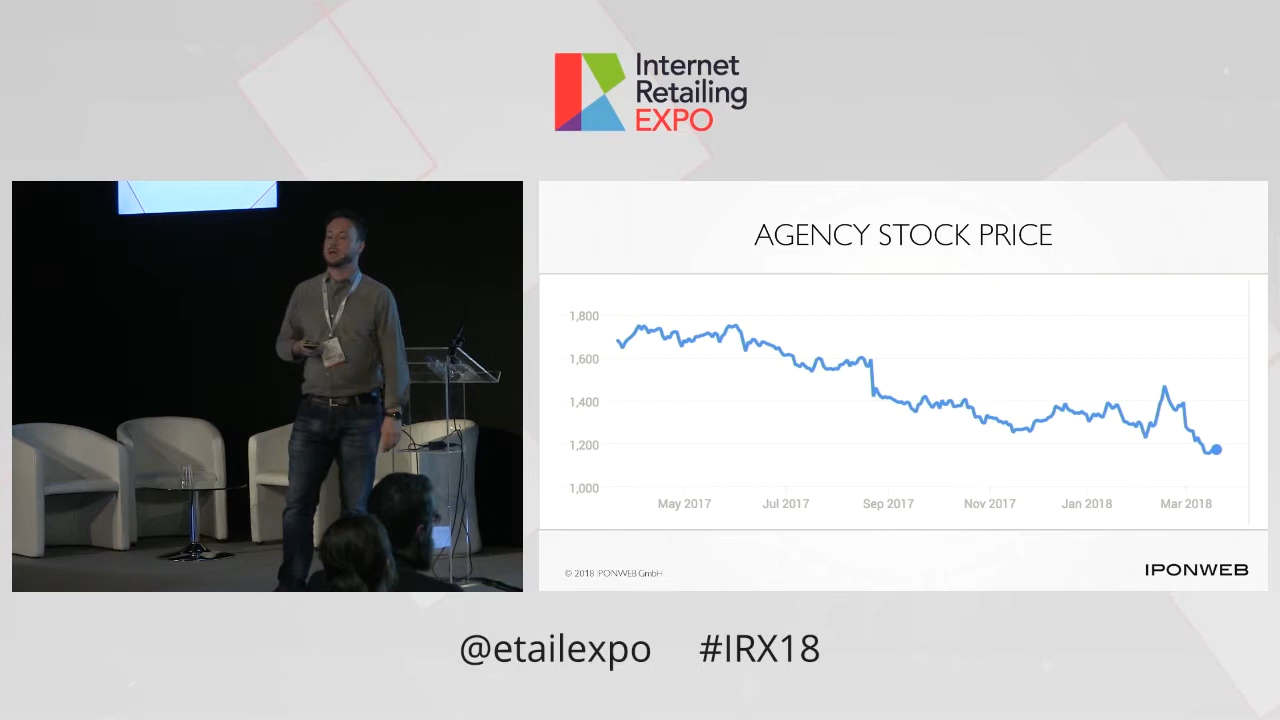 Internet
Retailing
EXPO
AGENCY STOCK PRICE
1,800
1,600
1,400
1,200
1,000
May 2017
Jul 2017
Sep 2017
Nov 2017
Jan 2018
Mar 2018
© 2018 IPONWEB GmbH
IPONWEB
@etailexpo #IRX18